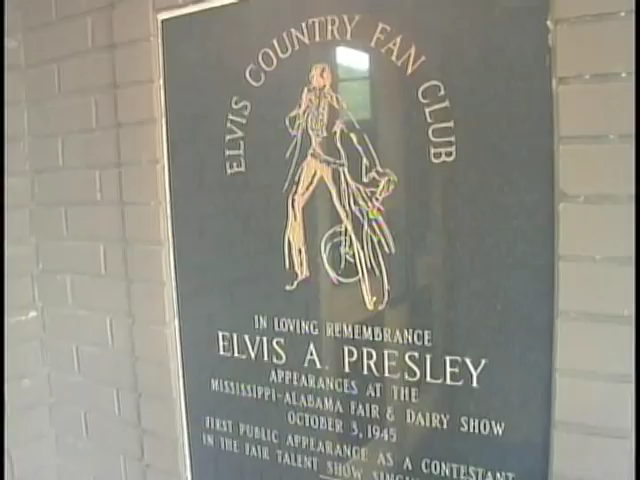 ELVIS COUNTRY FAN CLUB
IN LOVING REMEMBRANCE
ELVIS A. PRESLEY
APPEARANCES AT THE
MISSISSIPPI-ALABAMA FAIR & DAIRY SHOW
OCTOBER 3, 1945
FIRST PUBLIC APPEARANCE AS A CONTESTANT
IN THE FAIR TALENT SHOW SINGING